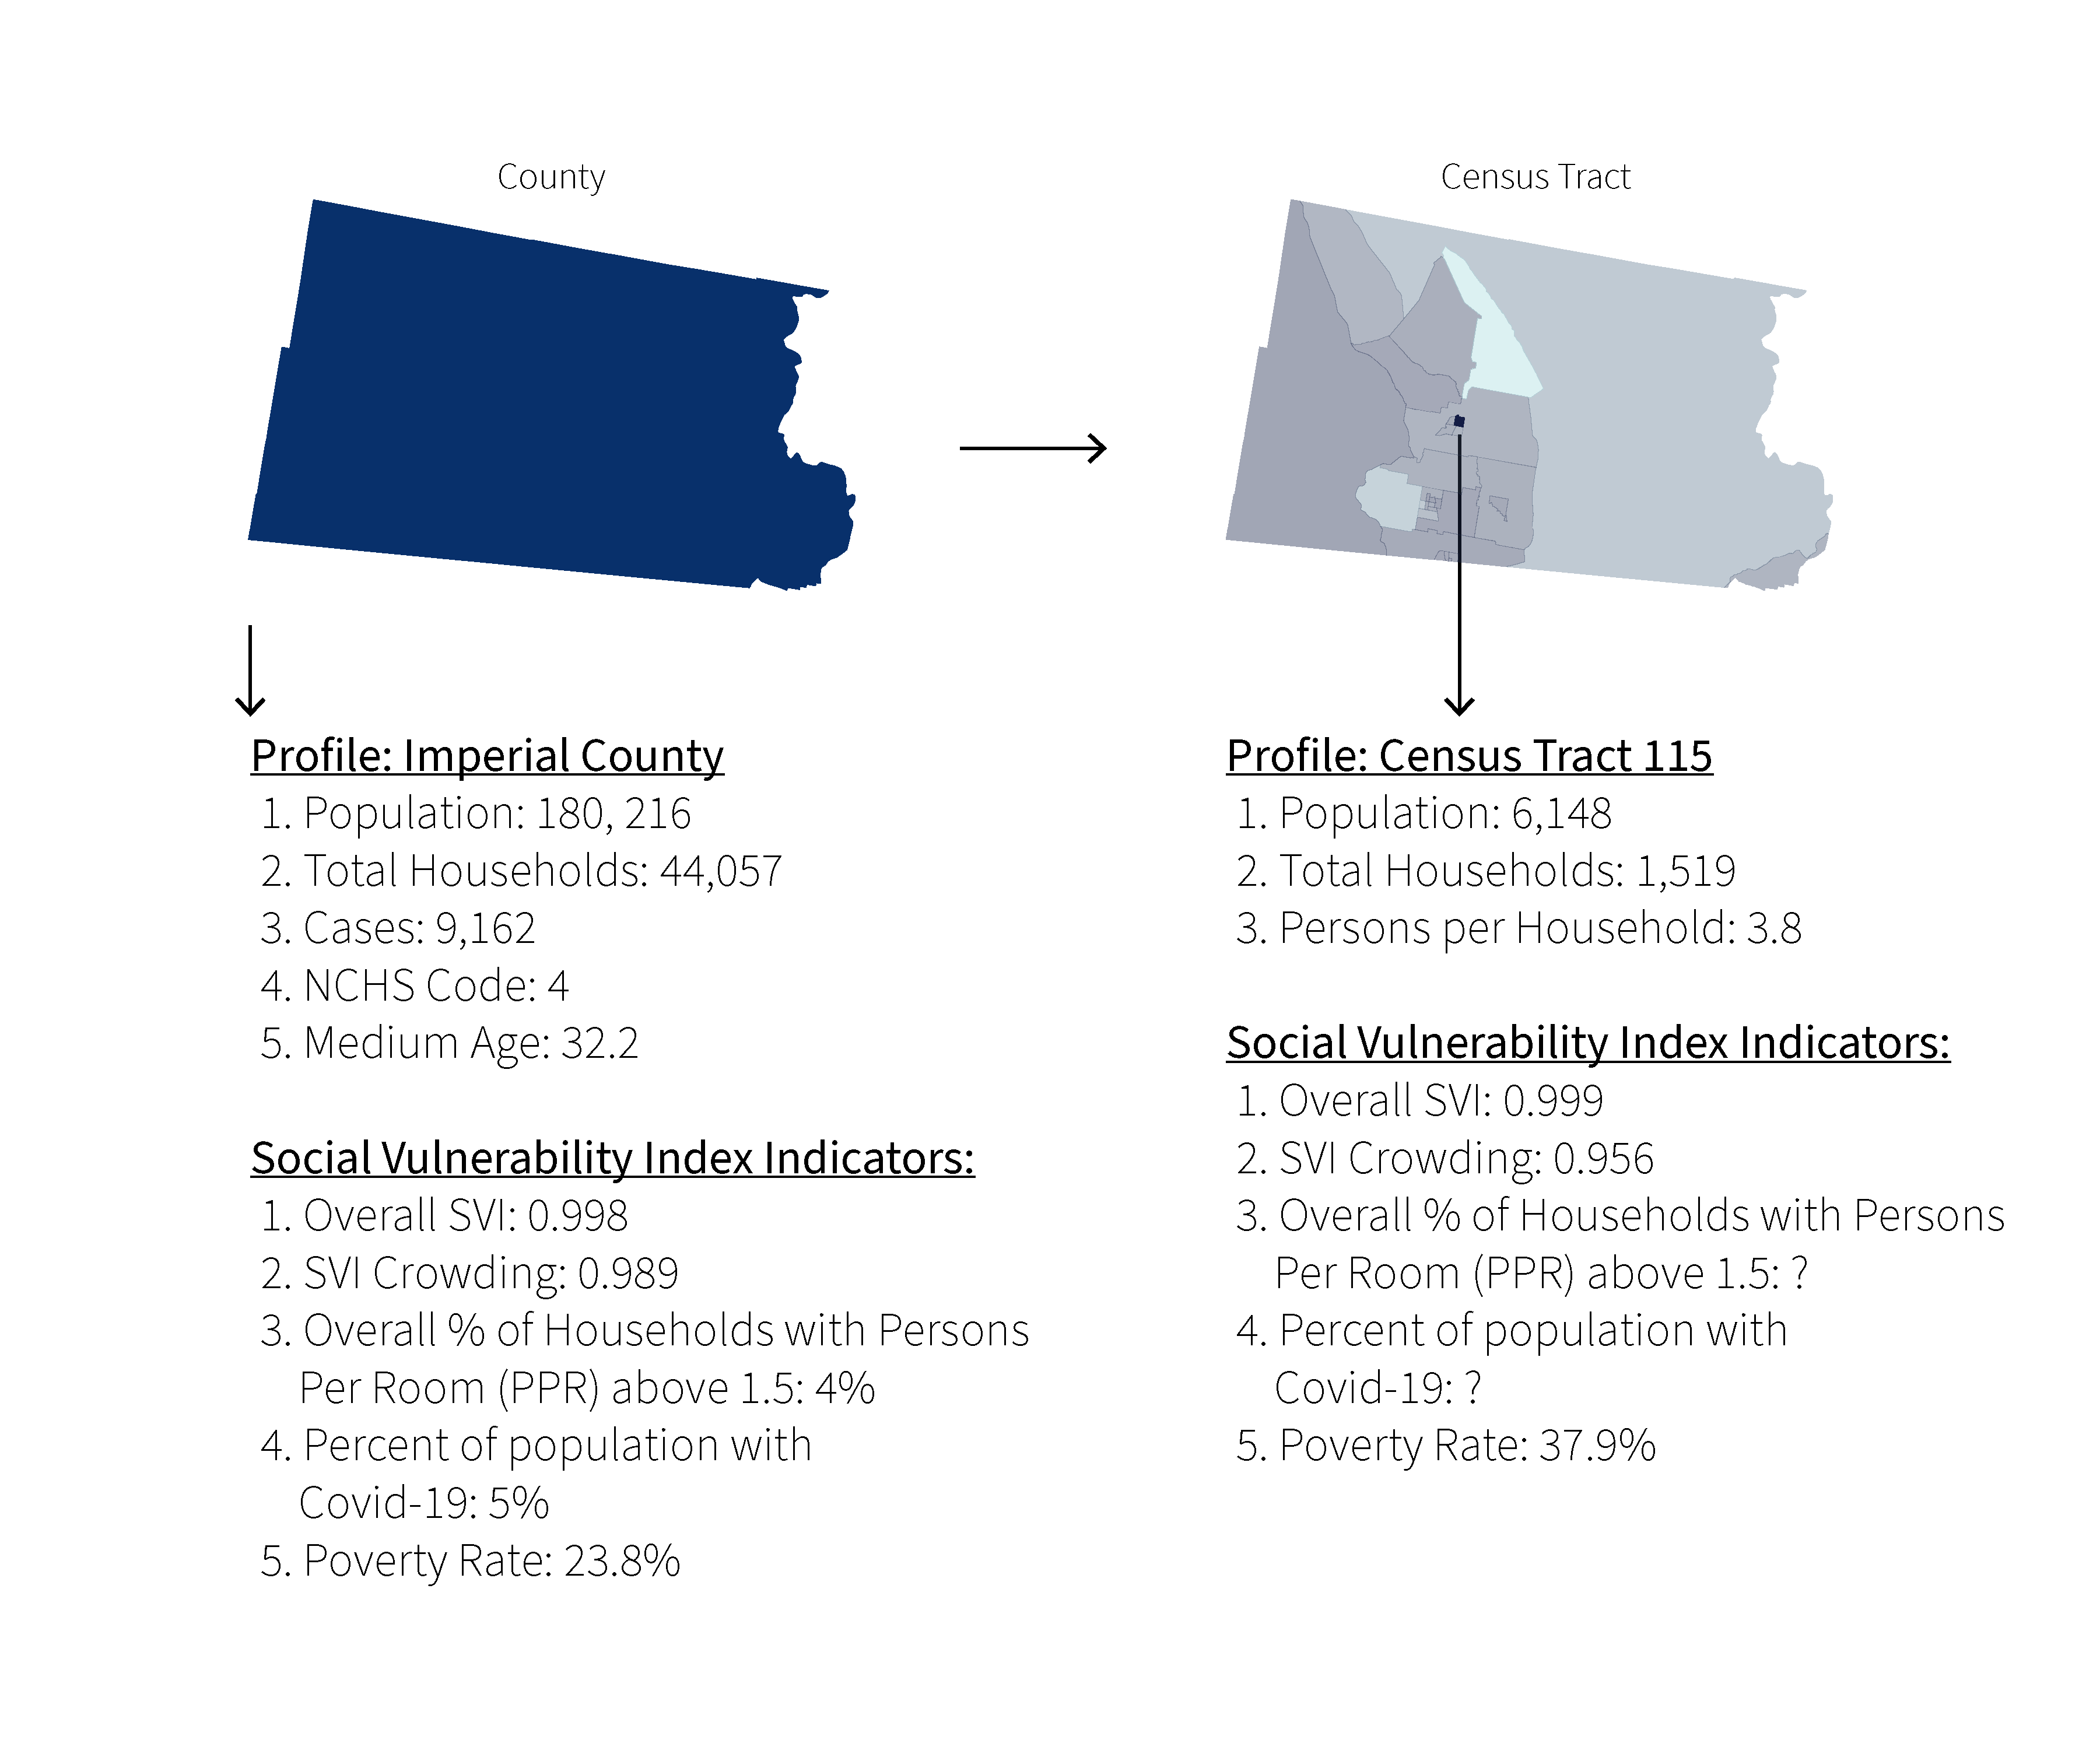 County
Census Tract
Profile: Imperial County
1. Population: 180, 216
2. Total Households: 44,057
3. Cases: 9,162
4. NCHS Code: 4
5. Medium Age: 32.2
Social Vulnerability Index Indicators:
1. Overall SVI: 0.998
2. SVI Crowding: 0.989
3. Overall % of Households with Persons
Per Room (PPR) above 1.5: 4%
4. Percent of population with
Covid-19: 5%
5. Poverty Rate: 23.8%
Profile: Census Tract 115
1. Population: 6,148
2. Total Households: 1,519
3. Persons per Household: 3.8
Social Vulnerability Index Indicators:
1. Overall SVI: 0.999
2. SVI Crowding: 0.956
3. Overall % of Households with Persons
Per Room (PPR) above 1.5: ?
4. Percent of population with
Covid-19: ?
5. Poverty Rate: 37.9%